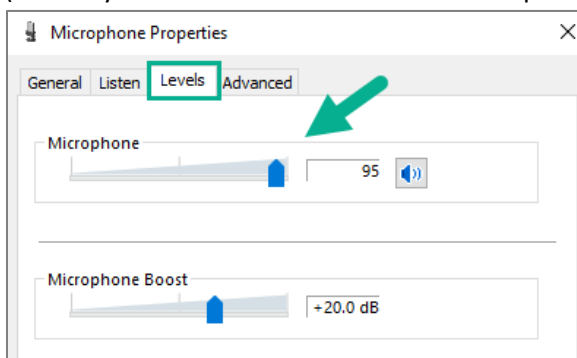 Microphone Properties
General Listen Levels Advanced
Microphone
95
Microphone Boost
+20.0 dB